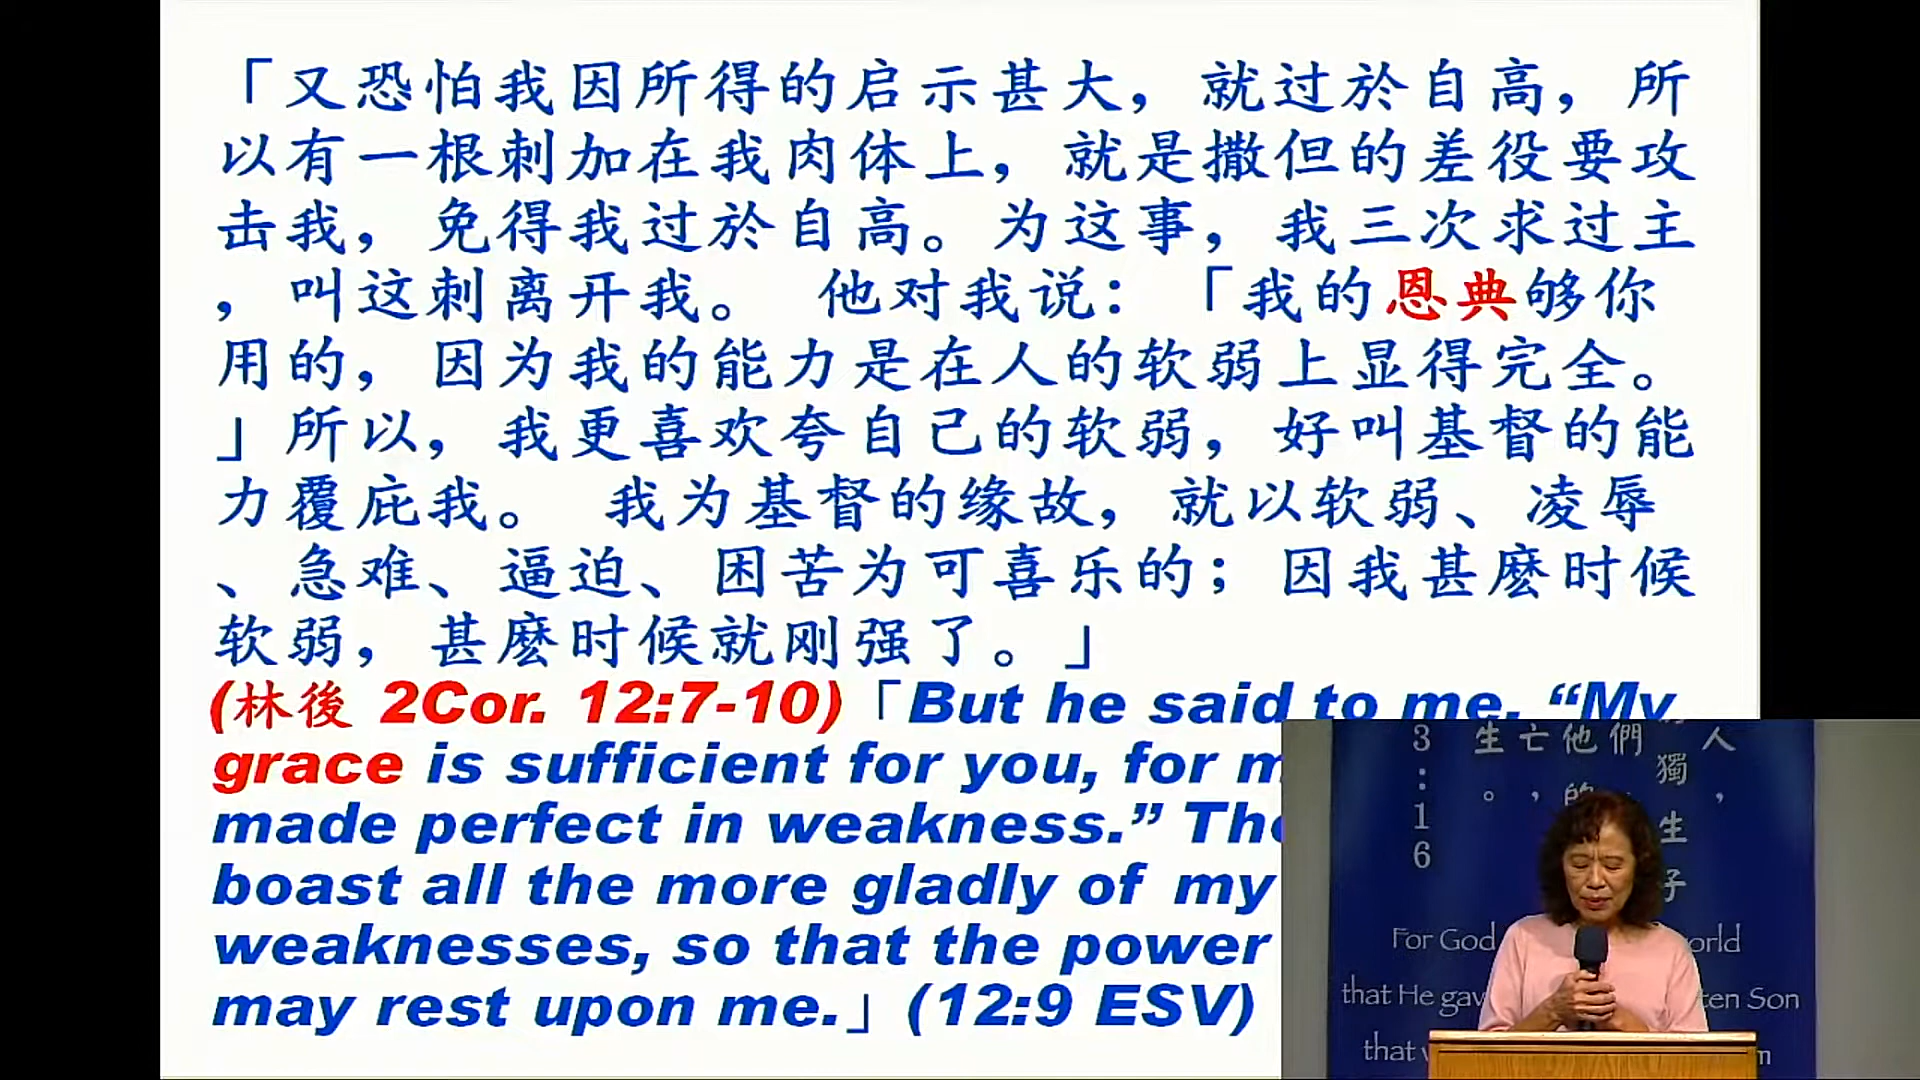 「又恐怕我因所得的启示甚大，就过於自高，所
以有一根刺加在我肉体上，就是撒但的差役要攻
击我，免得我过於自高。为这事，我三次求过主
，叫这刺离开我。 他对我说：「我的恩典够你
用的，因为我的能力是在人的软弱上显得完全。
」所以，我更喜欢夸自己的软弱，好叫基督的能
力覆庇我。 我为基督的缘故，就以软弱、凌辱
、急难、逼迫、困苦为可喜乐的；因我甚麽时候
软弱，甚麽时候就刚强了。」
(林後 2Cor. 12:7-10)「But he said to me, “My
grace is sufficient for you, for
made perfect in weakness.”
boast all the more gladly of my
weaknesses, so that the power
may rest upon me.」(12:9 ESV)
人，
獨生子
們
他的
亡，
生。
3:16
For God
that He gave Son
that